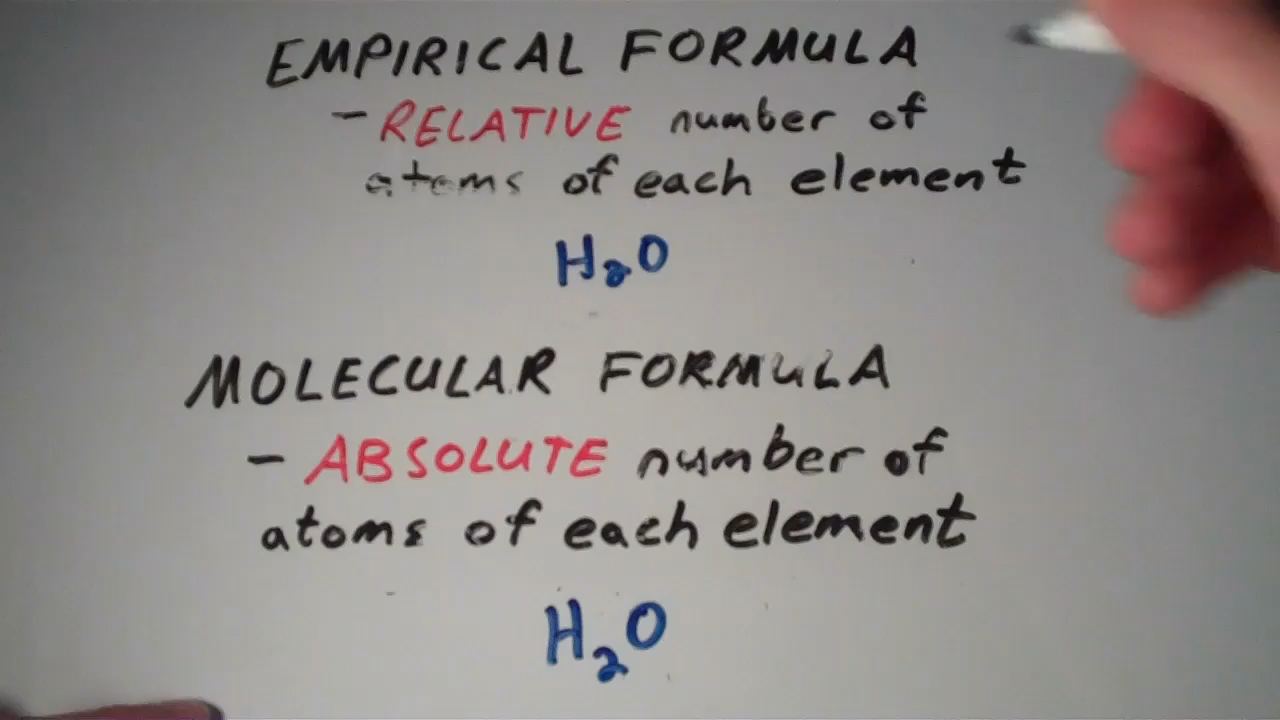 EMPIRICAL FORMULA
- RELATIVE number of
atoms of each element
H₂O
MOLECULAR FORMULA
- ABSOLUTE number of
atoms of each element
H₂O